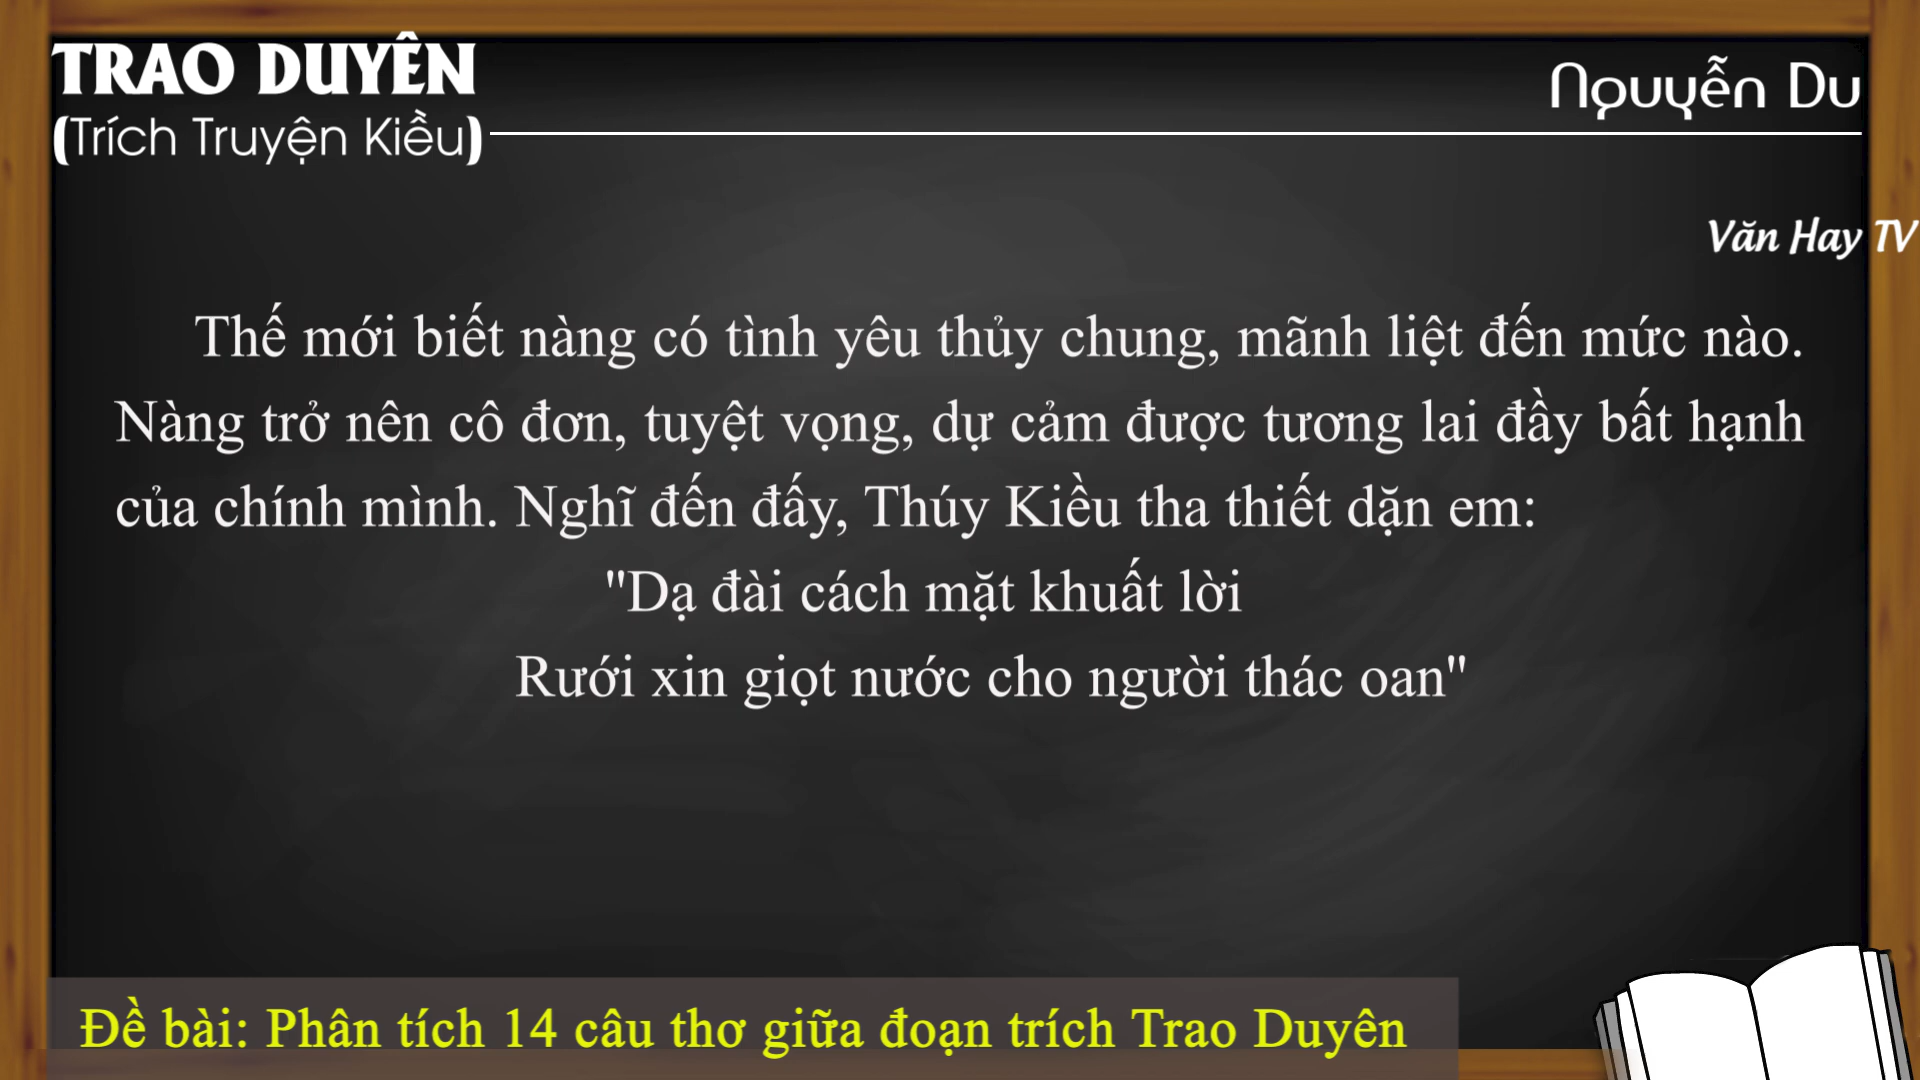 TRAO DUYÊN
Nguyễn Du
(Trích Truyện Kiều)
Văn Hay TV
Thế mới biết nàng có tình yêu thủy chung, mãnh liệt đến mức nào.
Nàng trở nên cô đơn, tuyệt vọng, dự cảm được tương lai đầy bất hạnh
của chính mình. Nghĩ đến đấy, Thúy Kiều tha thiết dặn em:
"Dạ đài cách mặt khuất lời
Rưới xin giọt nước cho người thác oan"
Đề bài: Phân tích 14 câu thơ giữa đoạn trích Trao Duyên